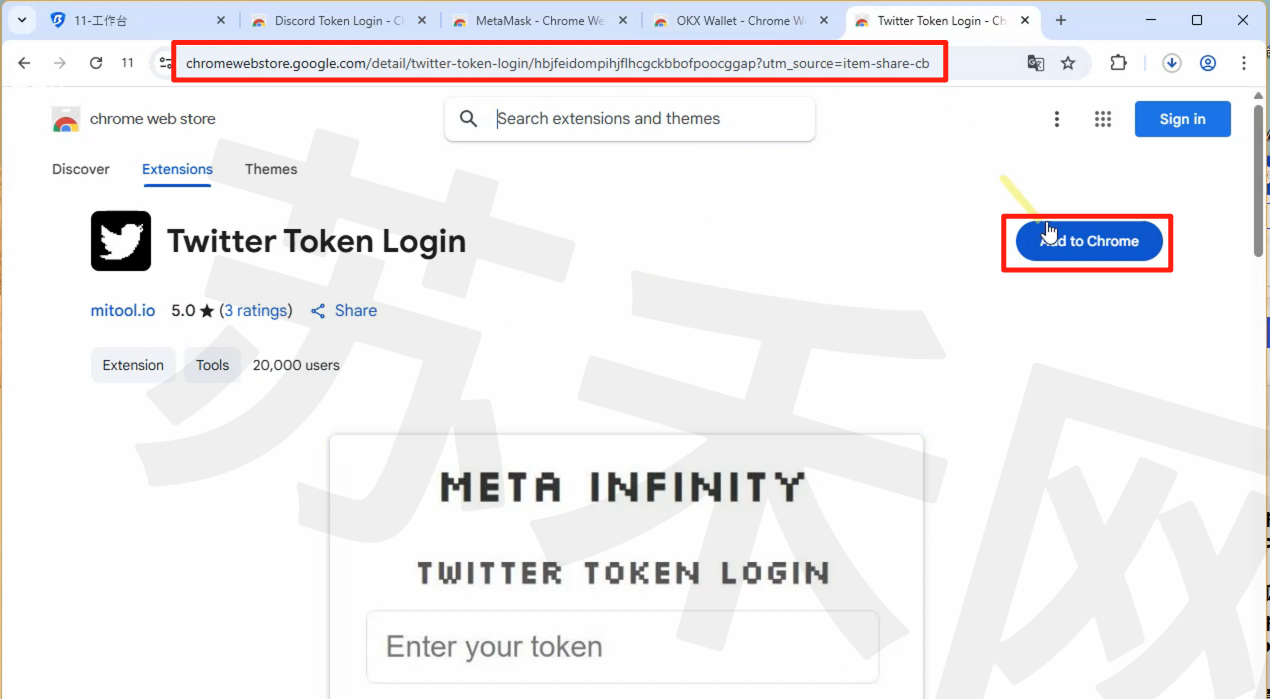 11-工作台
Discord Token Login - Ch
MetaMask - Chrome We
OKX Wallet - Chrome W
Twitter Token Login - Ch
11
chromewebstore.google.com/detail/twitter-token-login/hbjfeidompihjflhcgckbbofpoocggap?utm_source=item-share-cb
chrome web store
Search extensions and themes
Sign in
Discover
Extensions
Themes
Twitter Token Login
Add to Chrome
mitool.io 5.0 ★ (3 ratings) Share
Extension Tools 20,000 users
META INFINITY
TWITTER TOKEN LOGIN
Enter your token
苏禾网